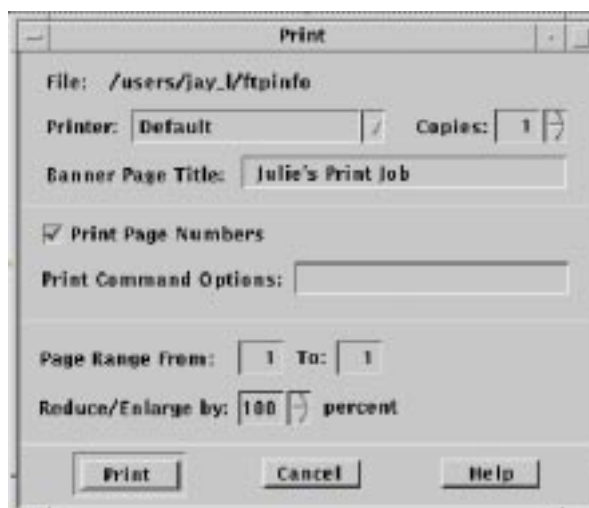 Print
File: /users/jay_l/ftpinfo
Printer: Default Copies: 1
Banner Page Title: Julie's Print Job
Print Page Numbers
Print Command Options:
Page Range From: 1 To: 1
Reduce/Enlarge by: 100 percent
Print Cancel Help